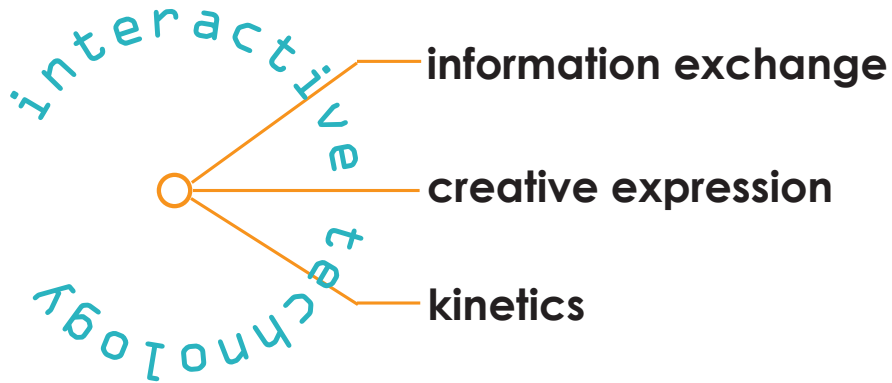 interactive technology
information exchange
creative expression
kinetics